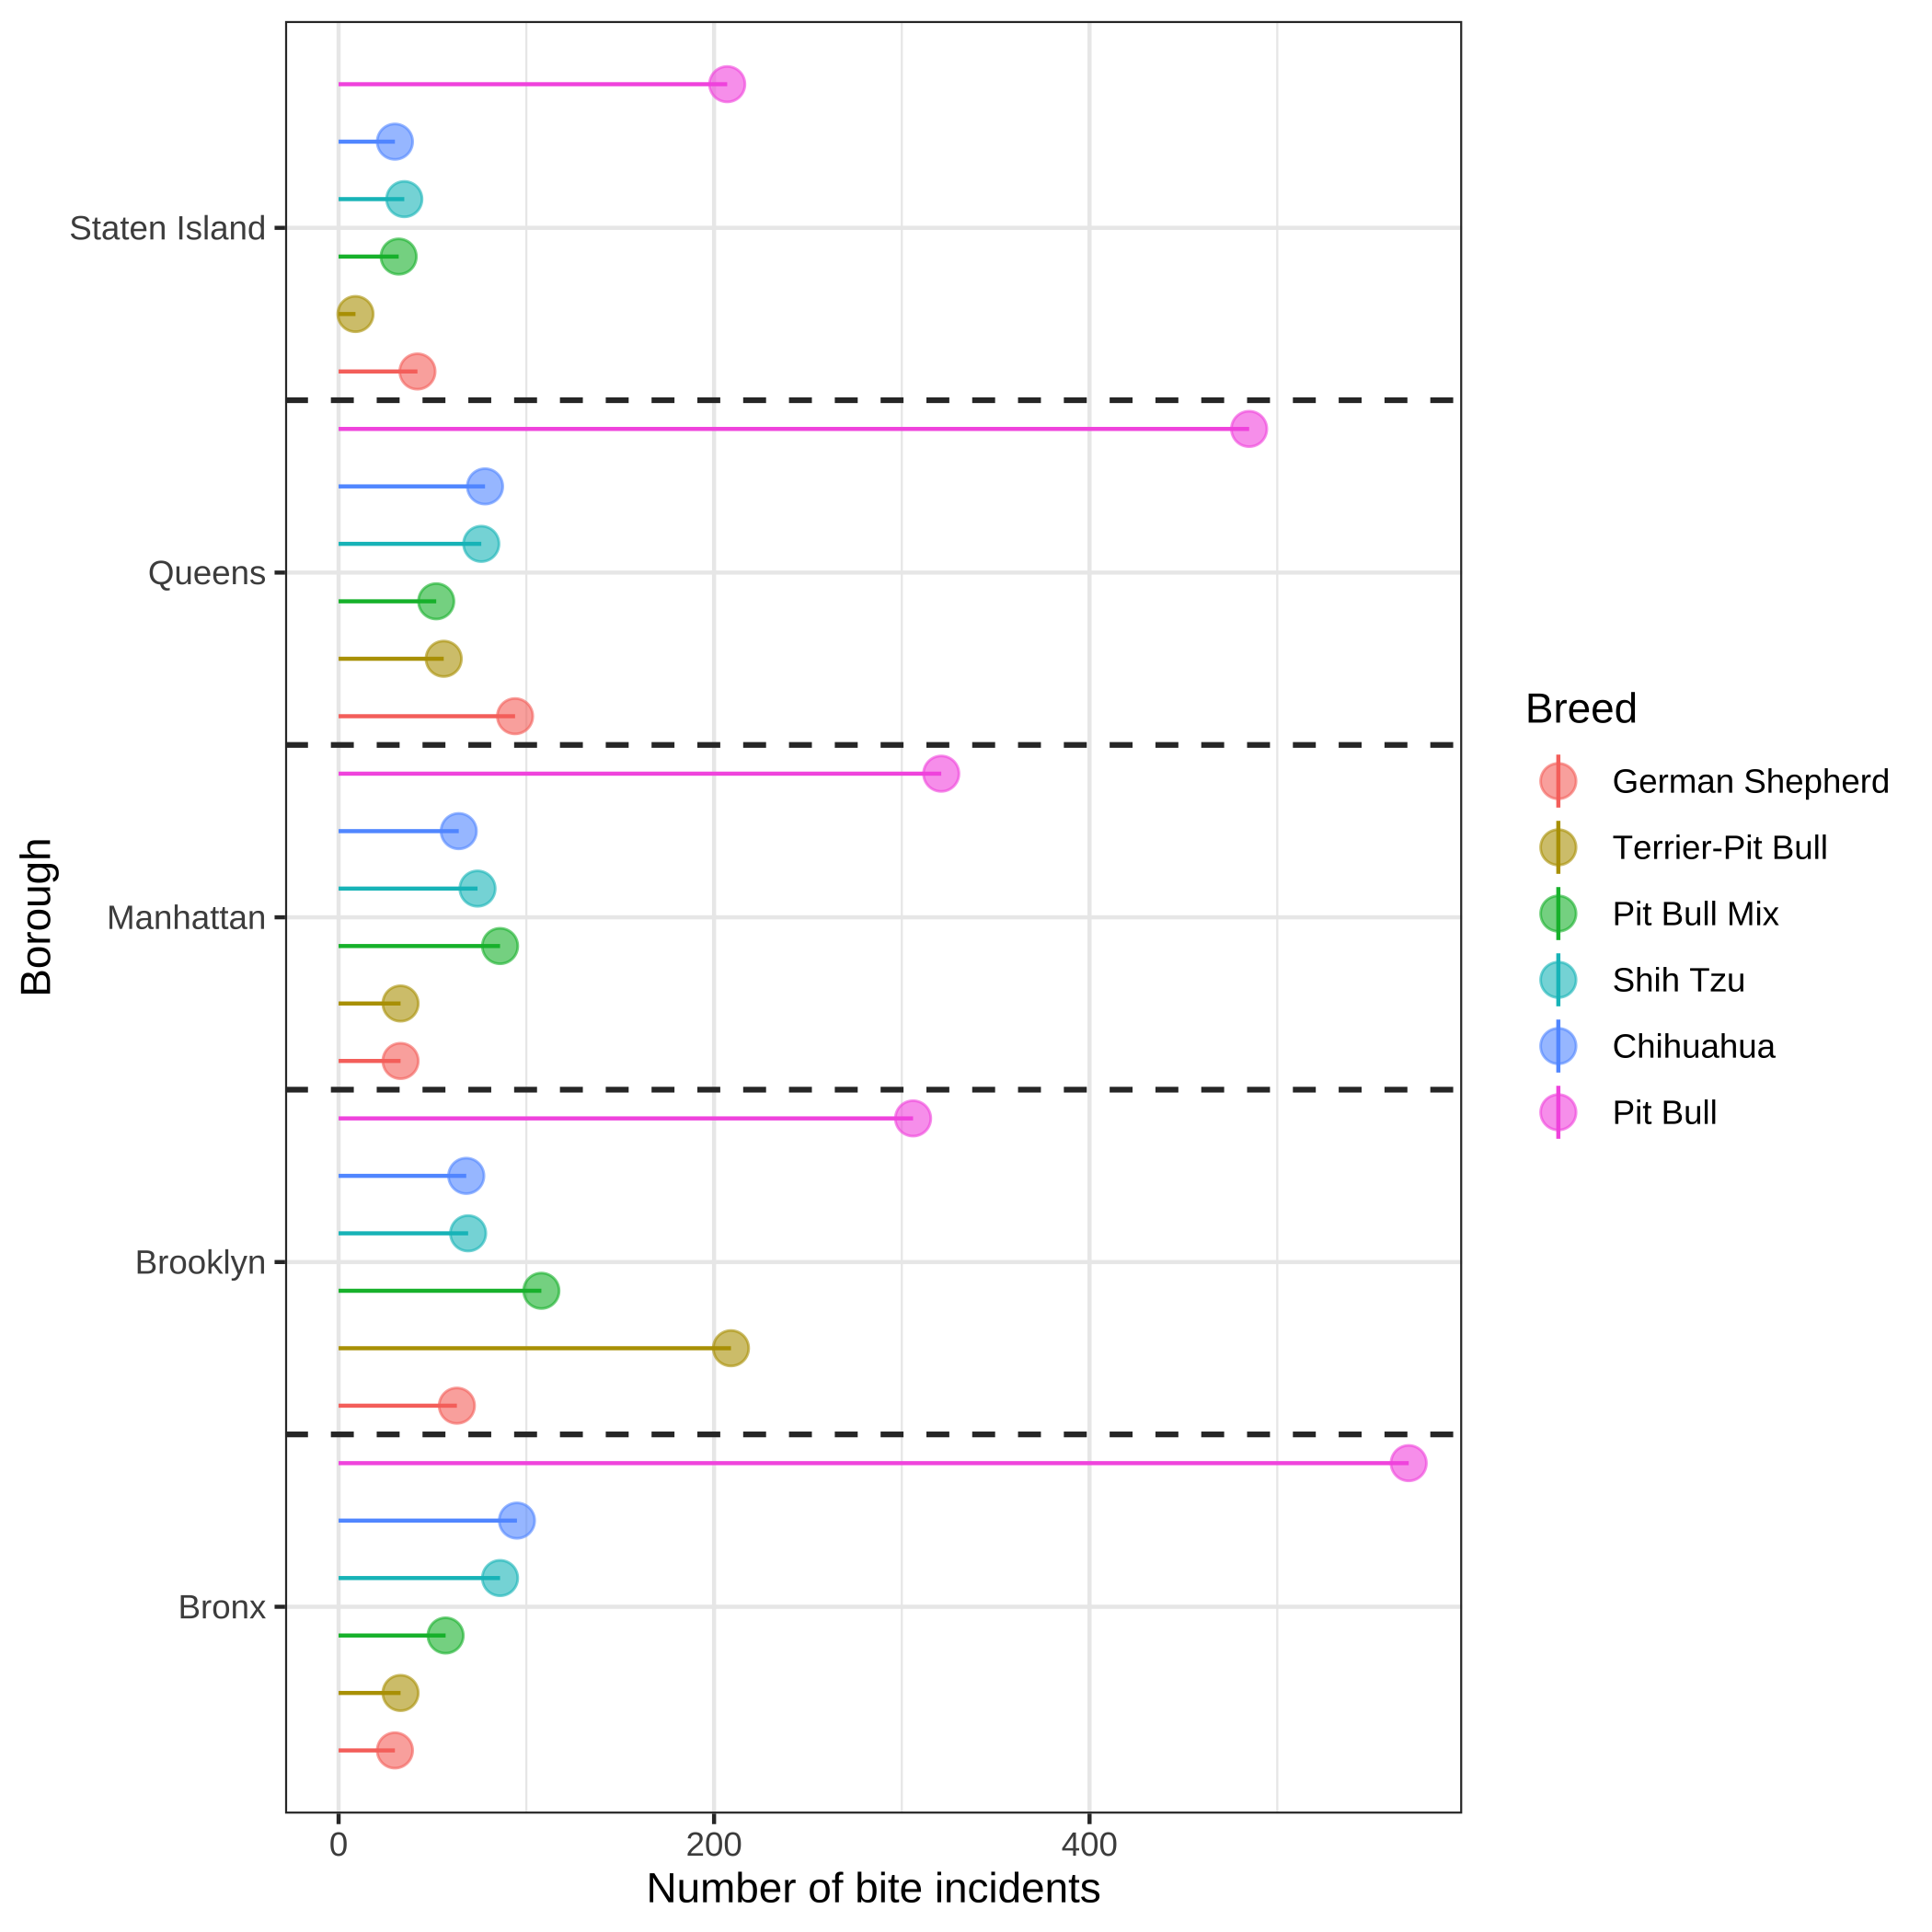 Borough
Staten Island
Queens
Manhattan
Brooklyn
Bronx
0
200
400
Number of bite incidents
Breed
German Shepherd
Terrier-Pit Bull
Pit Bull Mix
Shih Tzu
Chihuahua
Pit Bull